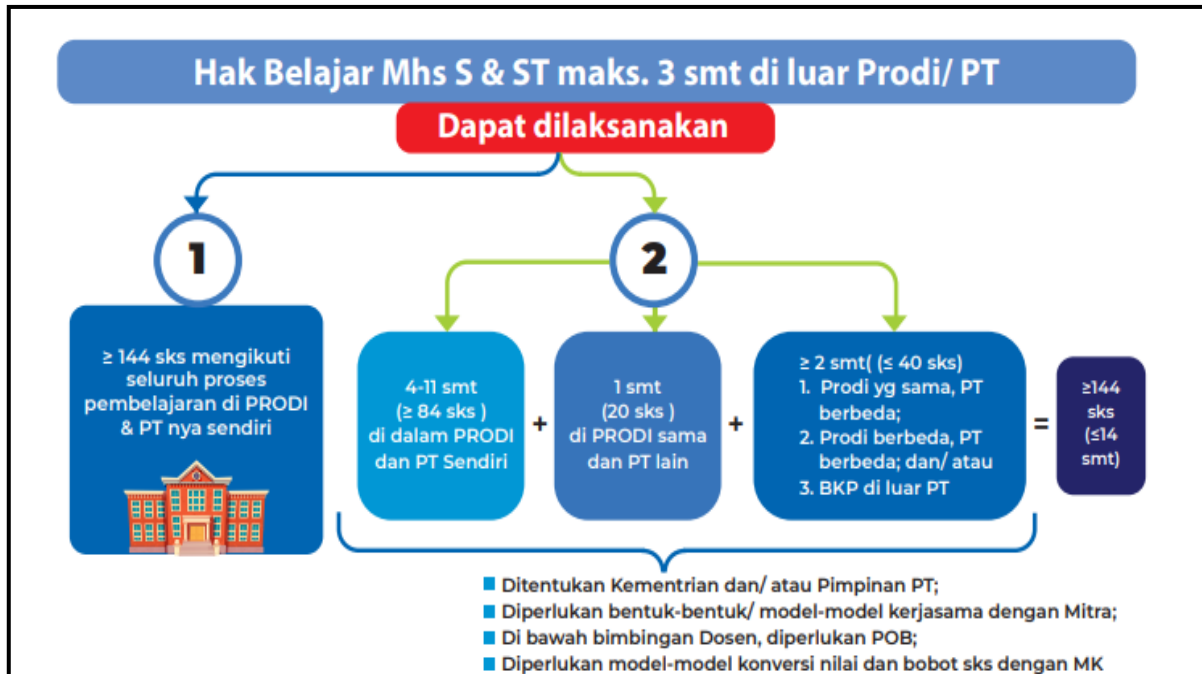 Hak Belajar Mhs S & ST maks. 3 smt di luar Prodi/ PT
Dapat dilaksanakan
1
2
≥ 144 sks mengikuti
seluruh proses
pembelajaran di PRODI
& PT nya sendiri
4-11 smt
(≥ 84 sks )
di dalam PRODI
dan PT Sendiri
+
1 smt
(20 sks )
di PRODI sama
dan PT lain
+
≥ 2 smt( (≤ 40 sks)
1. Prodi yg sama, PT
berbeda;
2. Prodi berbeda, PT
berbeda; dan/ atau
3. BKP di luar PT
=
≥144
sks
(≤14
smt)
Ditentukan Kementrian dan/ atau Pimpinan PT;
Diperlukan bentuk-bentuk/ model-model kerjasama dengan Mitra;
Di bawah bimbingan Dosen, diperlukan POB;
Diperlukan model-model konversi nilai dan bobot sks dengan MK